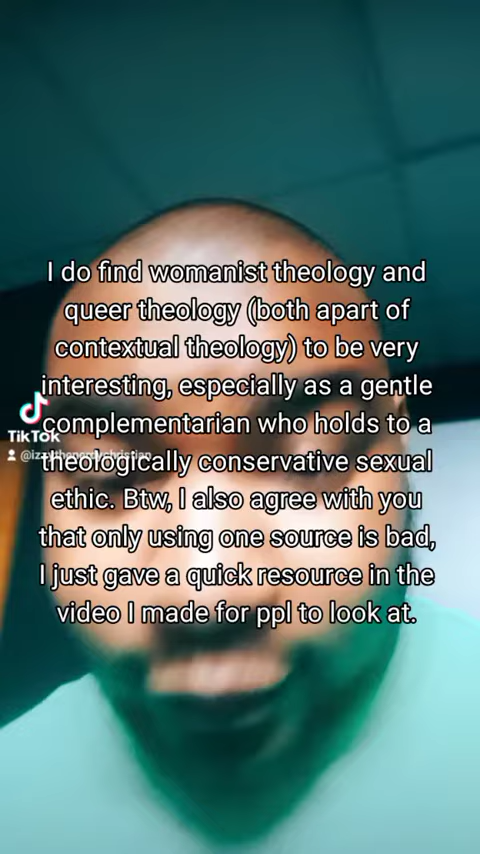 I do find womanist theology and
queer theology (both apart of
contextual theology) to be very
interesting, especially as a gentle
complementarian who holds to a
theologically conservative sexual
ethic. Btw, I also agree with you
that only using one source is bad,
I just gave a quick resource in the
video I made for ppl to look at.
TikTok